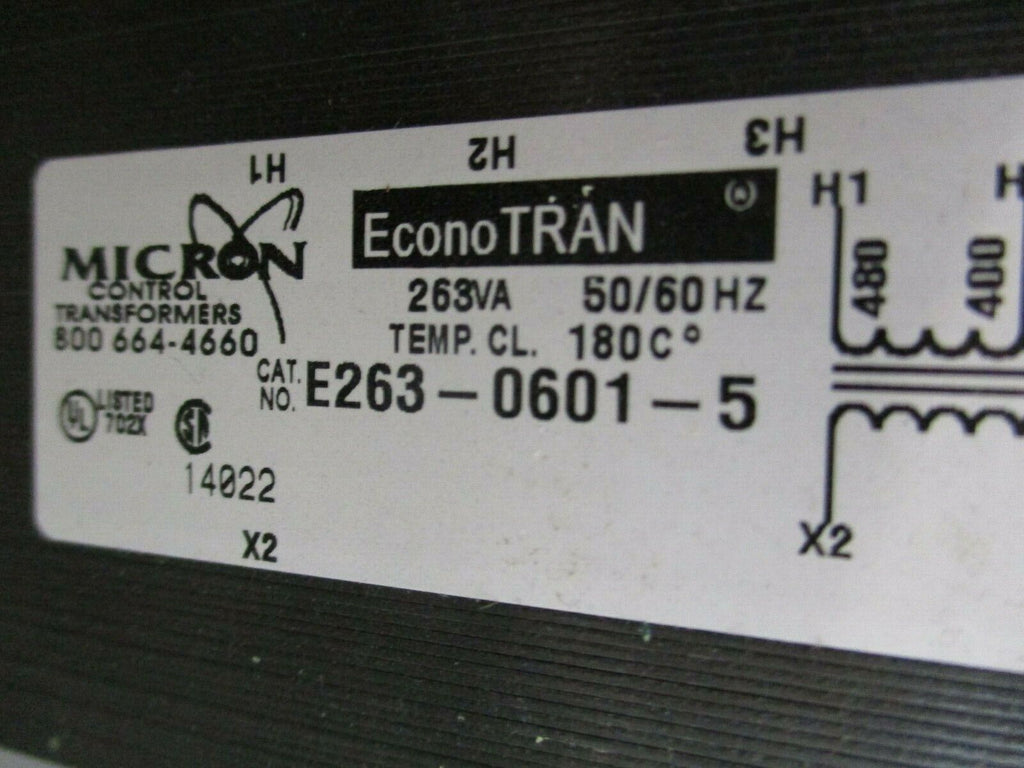 H1 H2 H3
MICRON
CONTROL
TRANSFORMERS
800 664-4660
EconoTRAN
263VA 50/60 HZ
TEMP. CL. 180C°
CAT. NO. E263-0601-5
UL LISTED
702X
14022
X2
H1 H
480 400
X2